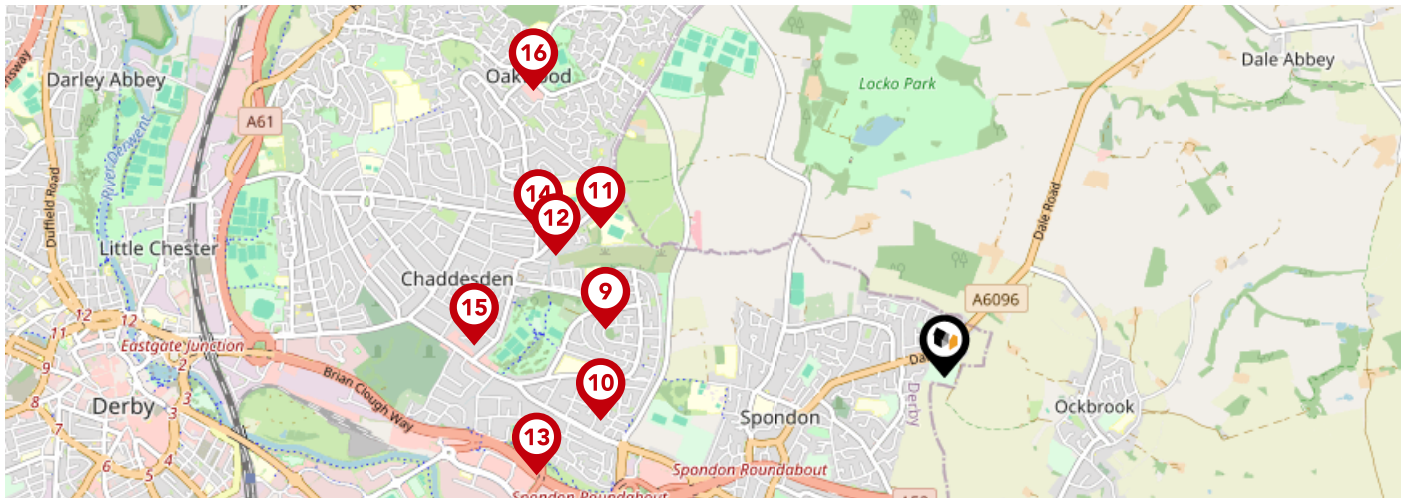 nsway
Darley Abbey
16
Oakwood
Locko Park
Dale Abbey
A61
River Derwent
Duffield Road
14
11
12
Dale Road
Little Chester
Chaddesden
9
15
A6096
12
12
11
Eastgate Junction
9
2
Brian Clough Way
Da
Derby
10
8
Derby
3
3
Spondon
Ockbrook
7
13
6
5
4
Spondon Roundabout
Spondon Roundabout